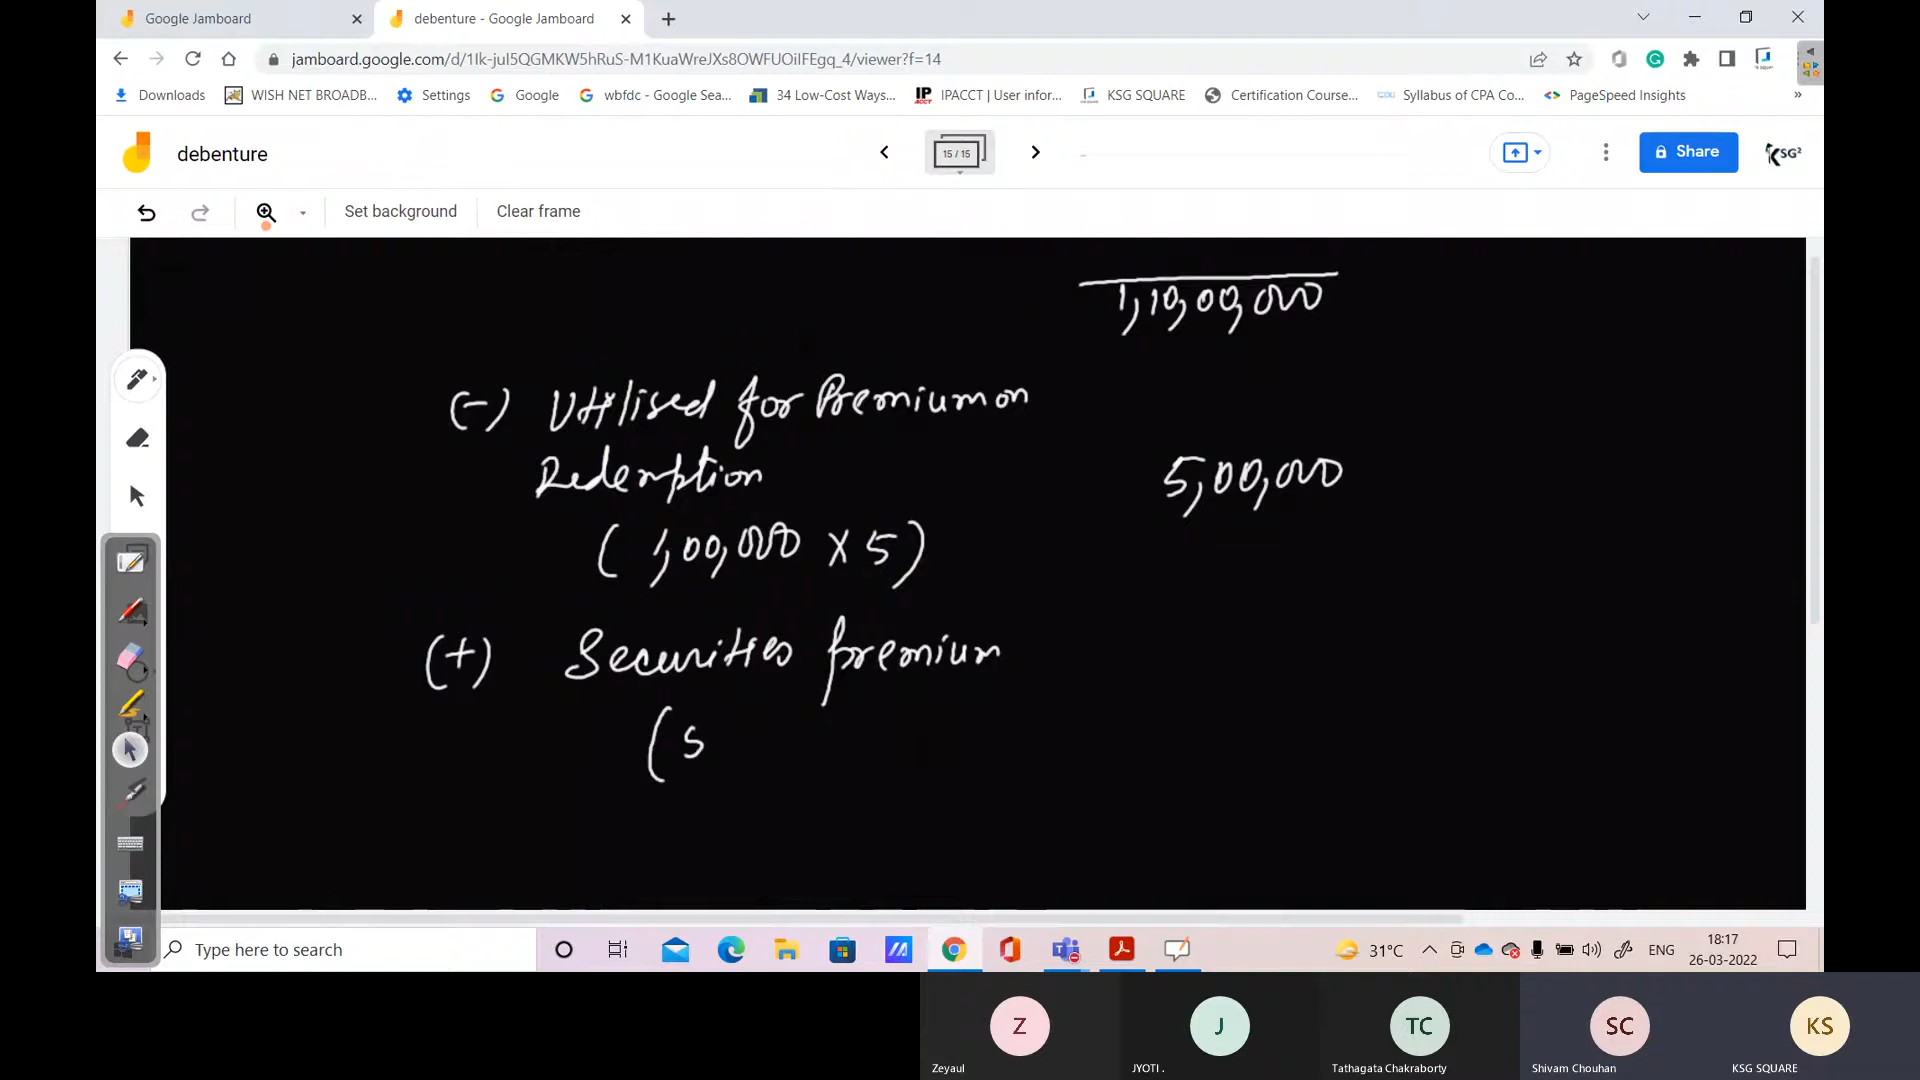 Google Jamboard
debenture - Google Jamboard
jamboard.google.com/d/1Ik-juI5QGMKW5hRuS-M1KuaWreJXs8OWFUOiIFEgq_4/viewer?f=14
Downloads WISH NET BROADB... Settings Google wbfdc - Google Sea... 34 Low-Cost Ways... IPACCT | User infor... KSG SQUARE Certification Course... Syllabus of CPA Co... PageSpeed Insights »
debenture
15 / 15
Share
KSG²
Set background
Clear frame
1,10,00,000
(-) Utilised for Premium on
Redemption 5,00,000
(1,00,000 X 5)
(+) Securities premium
(S
Type here to search
31°C
ENG
18:17
26-03-2022
Z J TC SC KS
Zeyaul JYOTI . Tathagata Chakraborty Shivam Chouhan KSG SQUARE